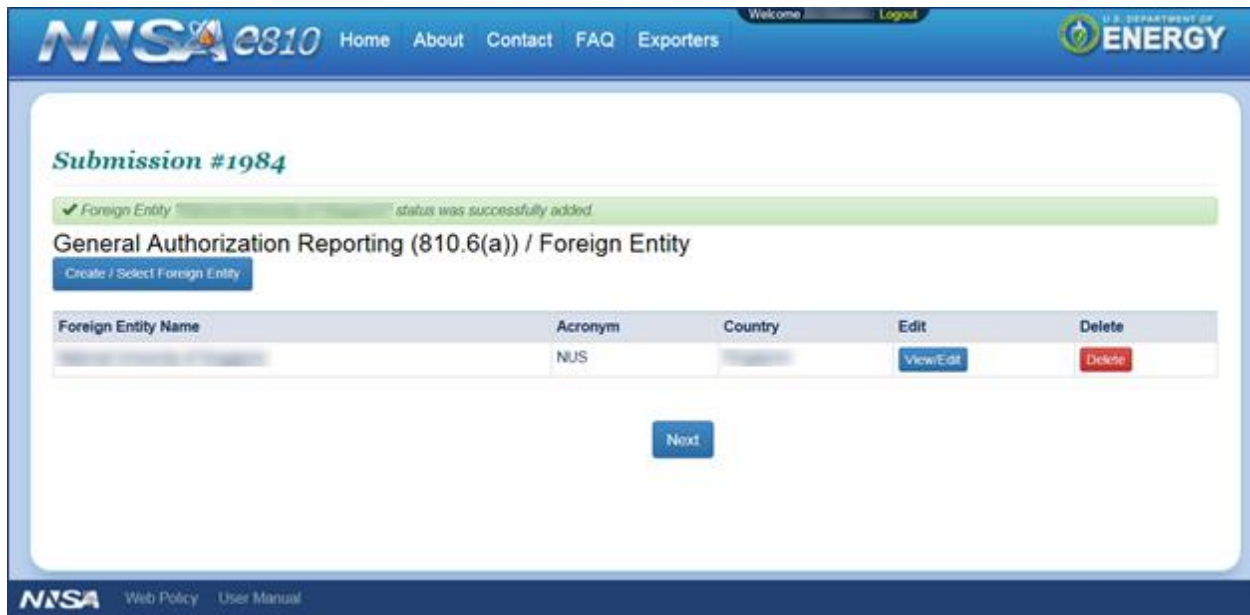 Welcome Logout
NNSA e810 Home About Contact FAQ Exporters
U.S. DEPARTMENT OF
ENERGY
Submission #1984
✔ Foreign Entity " " status was successfully added.
General Authorization Reporting (810.6(a)) / Foreign Entity
Create / Select Foreign Entity
Foreign Entity Name Acronym Country Edit Delete
NUS View/Edit Delete
Next
NNSA Web Policy User Manual